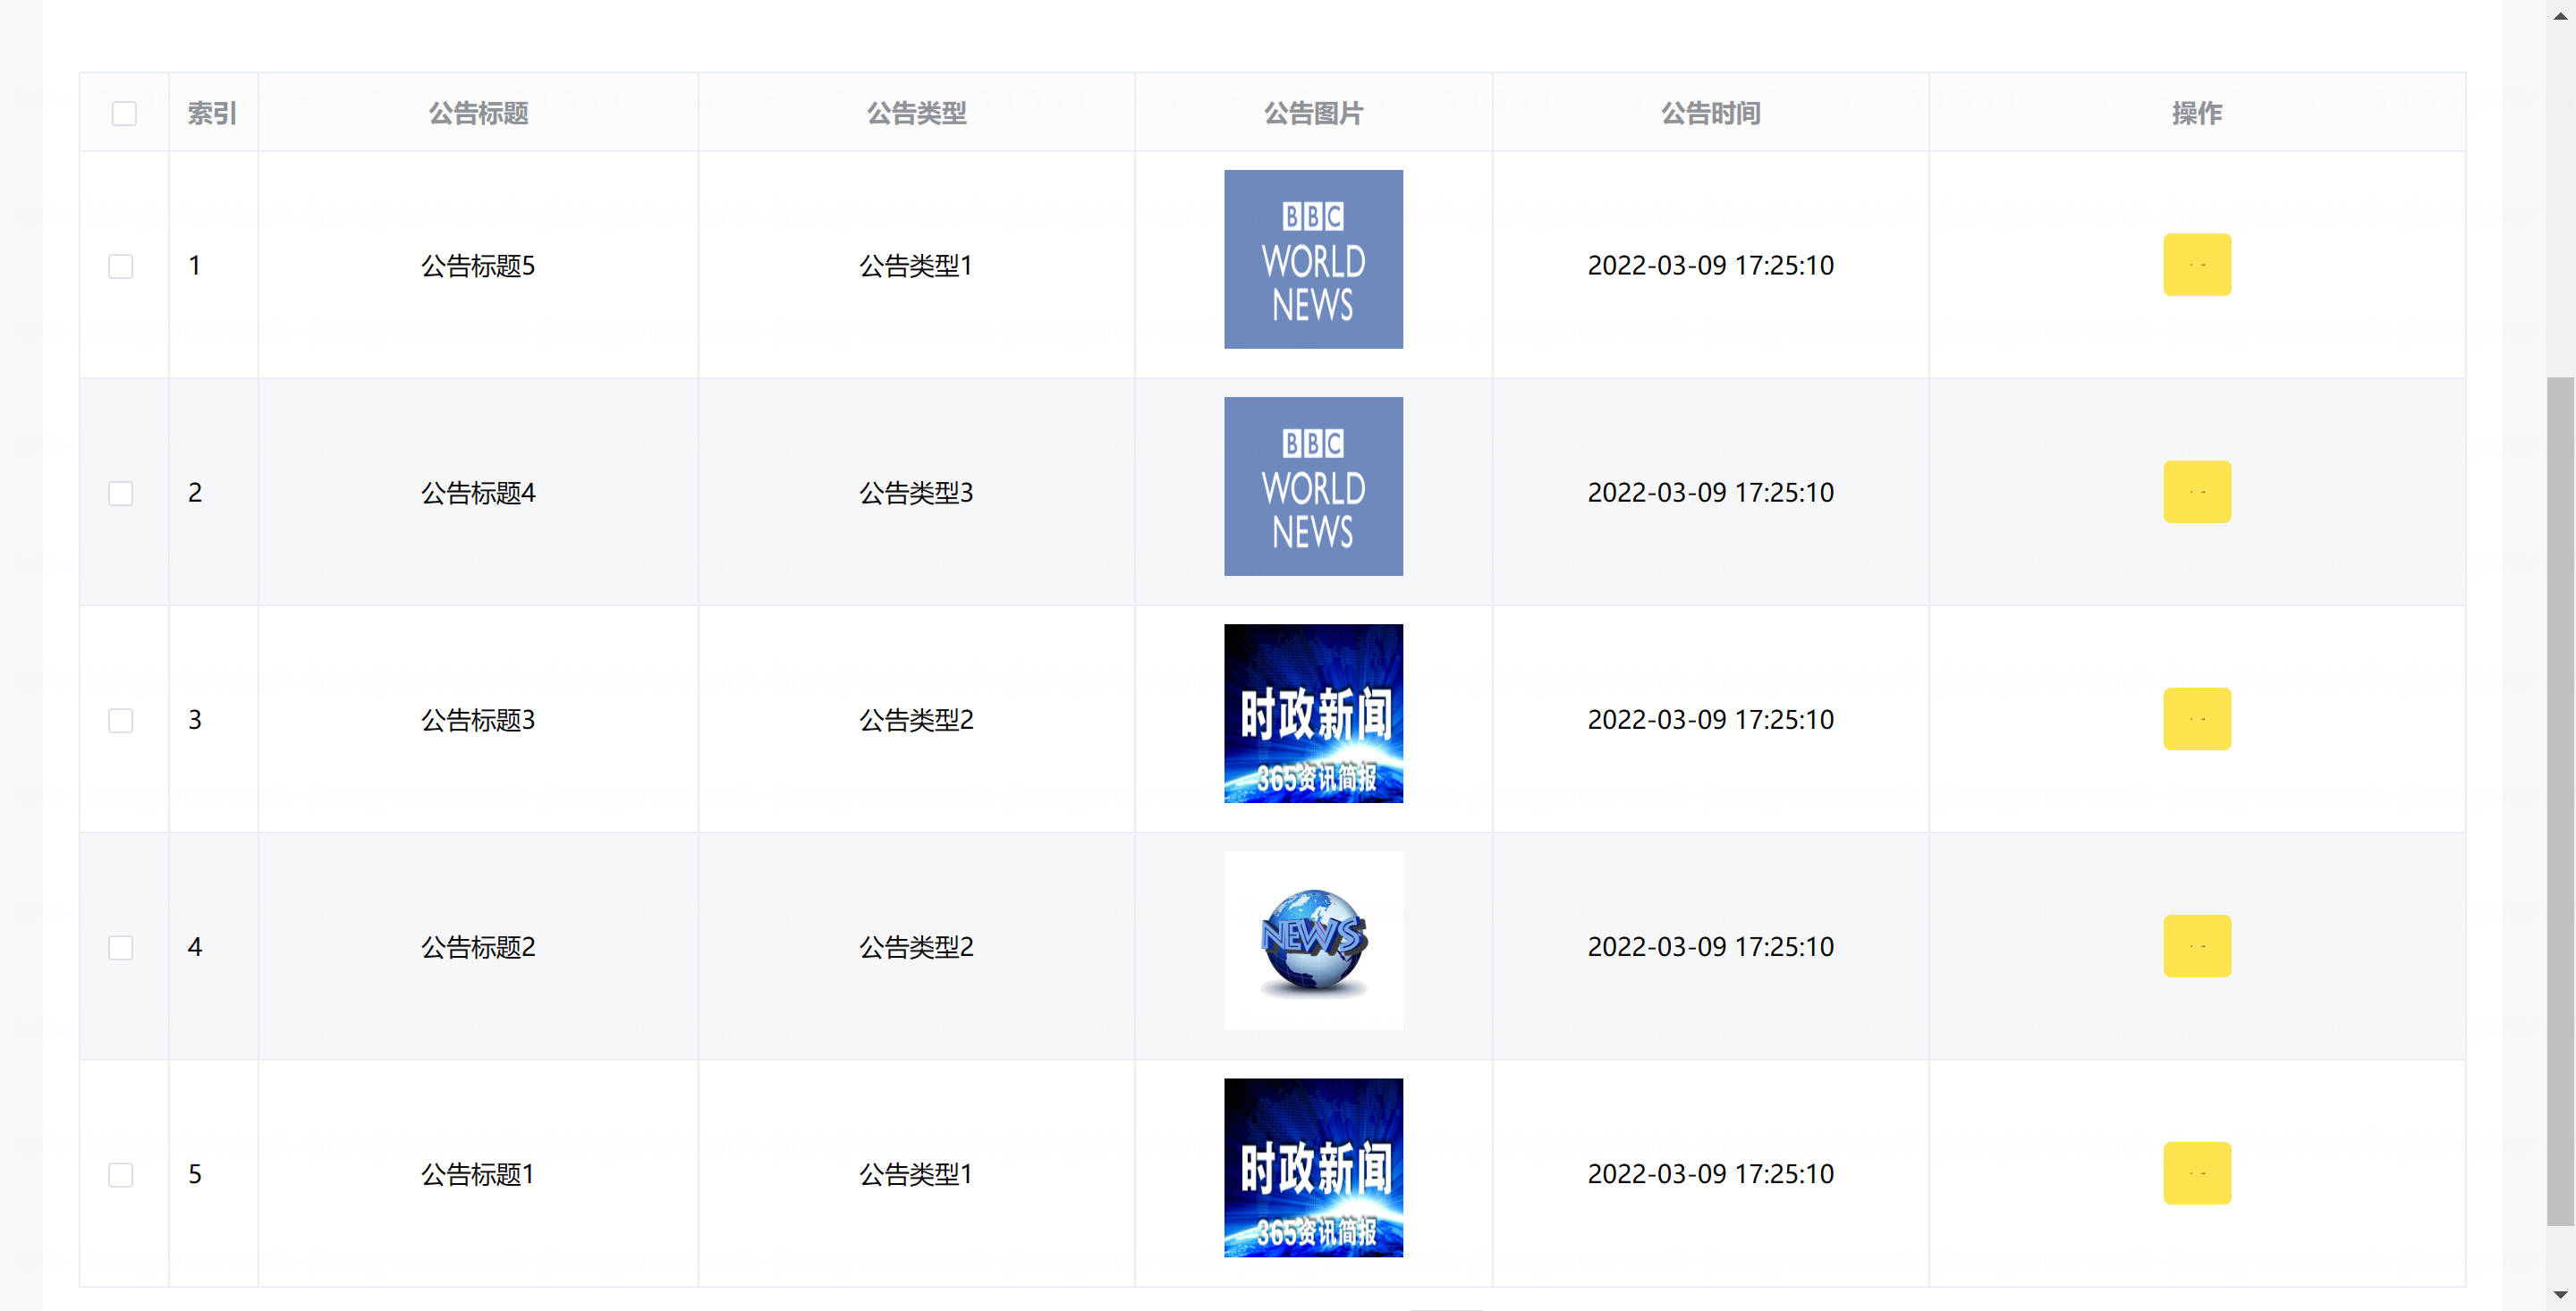 索引 公告标题 公告类型 公告图片 公告时间 操作
1 公告标题5 公告类型1 BBC WORLD NEWS 2022-03-09 17:25:10
2 公告标题4 公告类型3 BBC WORLD NEWS 2022-03-09 17:25:10
3 公告标题3 公告类型2 时政新闻 365资讯简报 2022-03-09 17:25:10
4 公告标题2 公告类型2 NEWS 2022-03-09 17:25:10
5 公告标题1 公告类型1 时政新闻 365资讯简报 2022-03-09 17:25:10